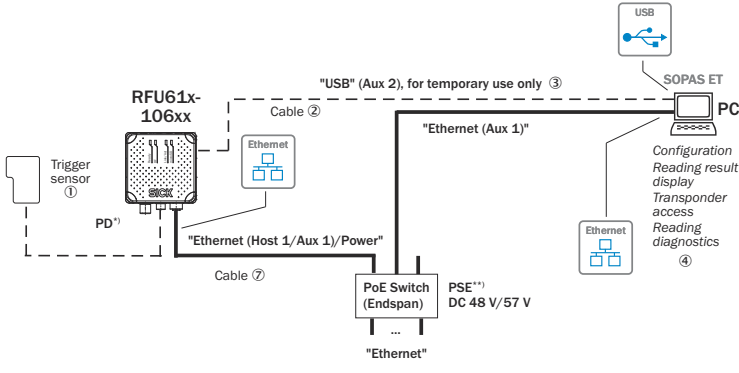 USB
SOPAS ET
"USB" (Aux 2), for temporary use only ③
RFU61x-
106xx
Cable ②
PC
"Ethernet (Aux 1)"
Ethernet
Trigger
sensor
①
SICK
Configuration
Reading result
display
Transponder
access
Reading
diagnostics
④
PD*)
Ethernet
"Ethernet (Host 1/Aux 1)/Power"
Cable ⑦
PoE Switch
(Endspan)
PSE**)
DC 48 V/57 V
...
"Ethernet"